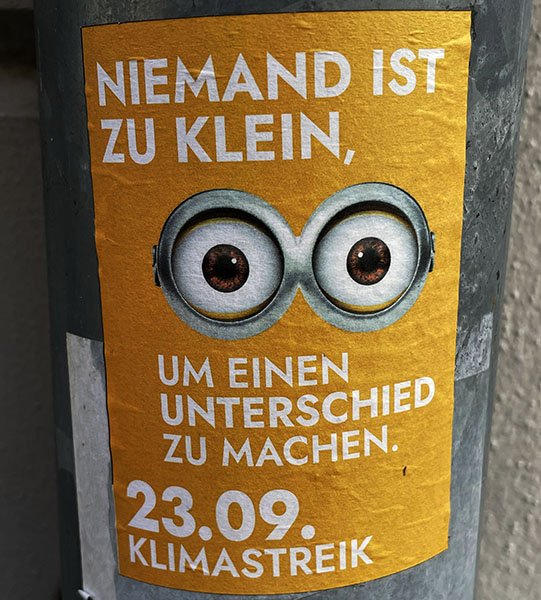 NIEMAND IST
ZU KLEIN,
UM EINEN
UNTERSCHIED
ZU MACHEN.
23.09.
KLIMASTREIK